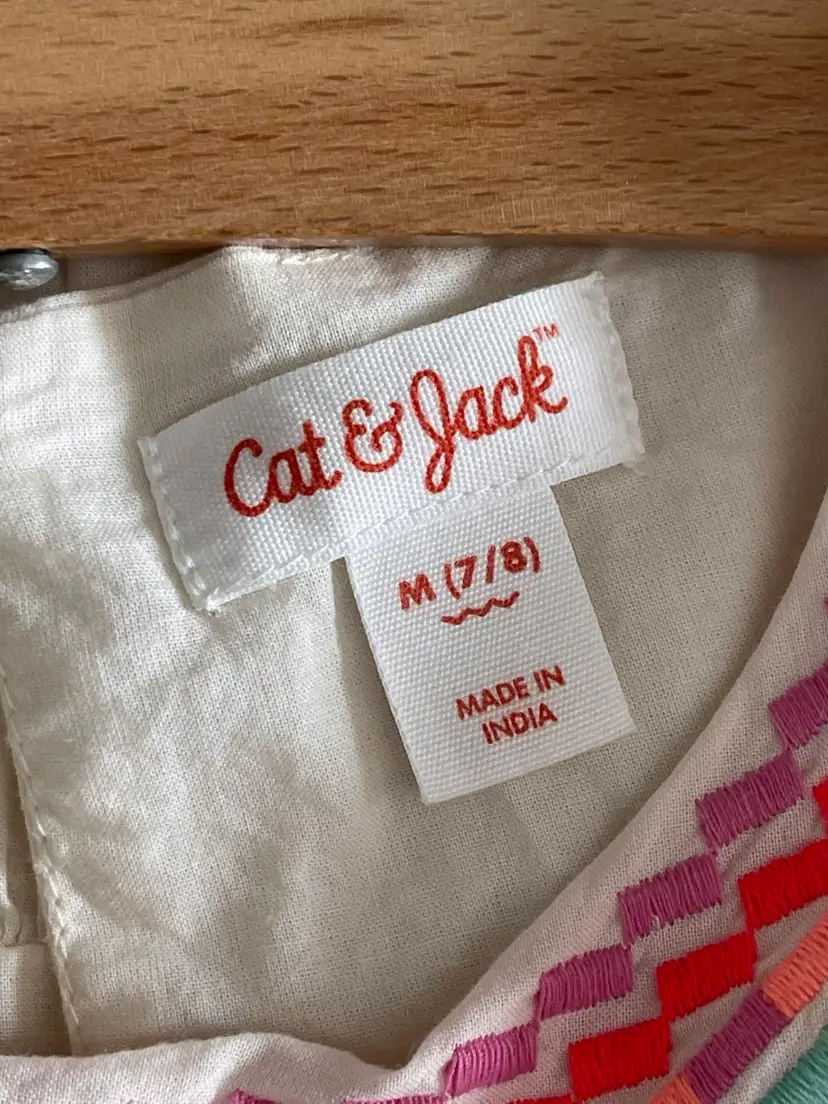 Cat & Jack™
M (7/8)
MADE IN
INDIA